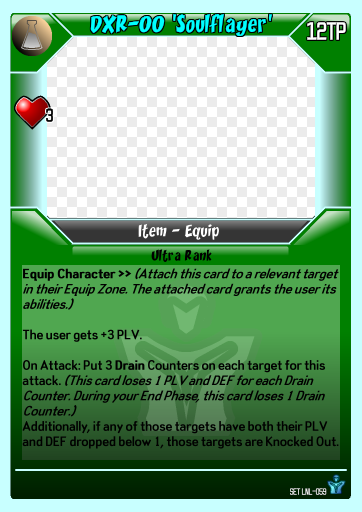 DXR-00 'Soulflayer'
12TP
3
Item - Equip
Ultra Rank
Equip Character >> (Attach this card to a relevant target
in their Equip Zone. The attached card grants the user its
abilities.)
The user gets +3 PLV.
On Attack: Put 3 Drain Counters on each target for this
attack. (This card loses 1 PLV and DEF for each Drain
Counter. During your End Phase, this card loses 1 Drain
Counter.)
Additionally, if any of those targets have both their PLV
and DEF dropped below 1, those targets are Knocked Out.
SET LNL-059